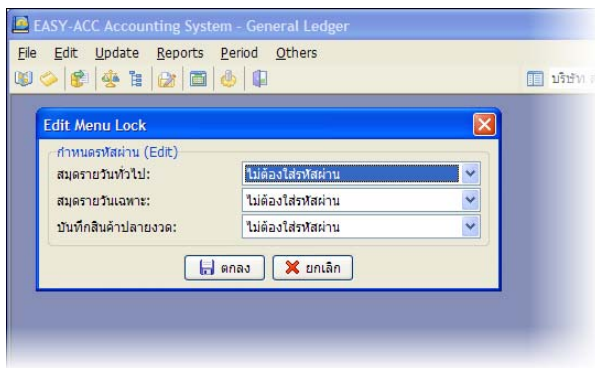 EASY-ACC Accounting System - General Ledger
File Edit Update Reports Period Others
บริษัท
Edit Menu Lock
กำหนดรหัสผ่าน (Edit)
สมุดรายวันทั่วไป: ไม่ต้องใส่รหัสผ่าน
สมุดรายวันเฉพาะ: ไม่ต้องใส่รหัสผ่าน
บันทึกสินค้าปลายงวด: ไม่ต้องใส่รหัสผ่าน
ตกลง ยกเลิก